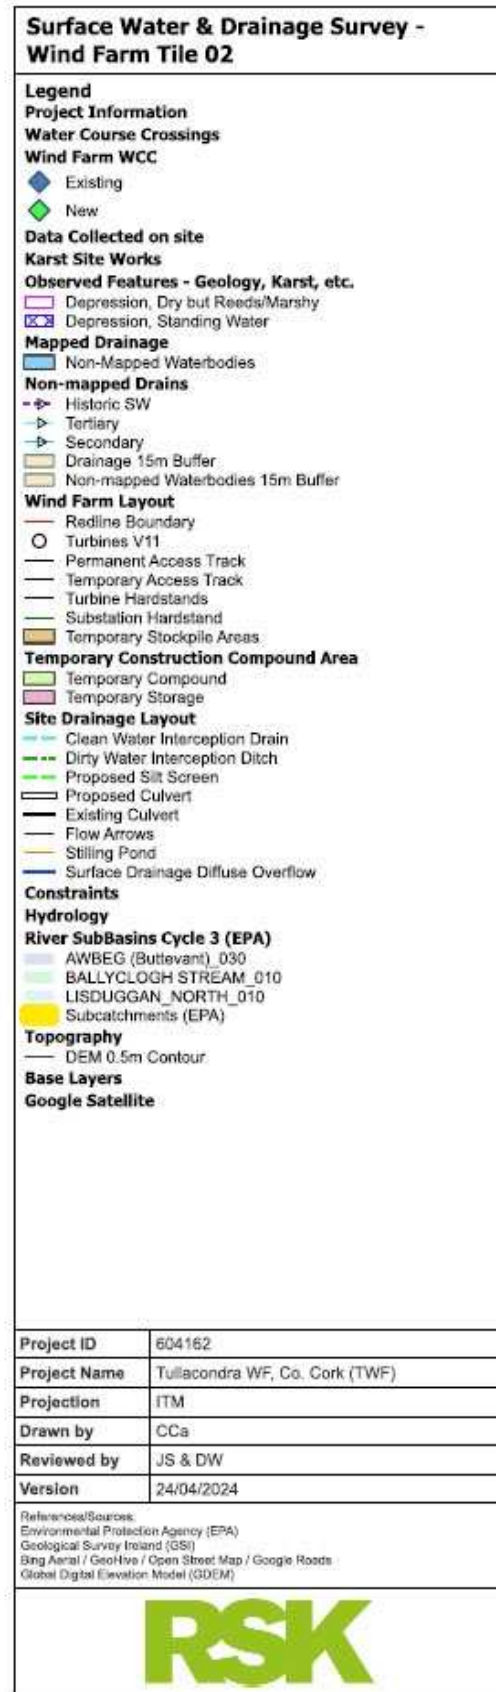 Surface Water & Drainage Survey -
Wind Farm Tile 02
Legend
Project Information
Water Course Crossings
Wind Farm WCC
Existing
New
Data Collected on site
Karst Site Works
Observed Features - Geology, Karst, etc.
Depression, Dry but Reeds/Marshy
Depression, Standing Water
Mapped Drainage
Non-Mapped Waterbodies
Non-mapped Drains
Historic SW
Tertiary
Secondary
Drainage 15m Buffer
Non-mapped Waterbodies 15m Buffer
Wind Farm Layout
Redline Boundary
Turbines V11
Permanent Access Track
Temporary Access Track
Turbine Hardstands
Substation Hardstand
Temporary Stockpile Areas
Temporary Construction Compound Area
Temporary Compound
Temporary Storage
Site Drainage Layout
Clean Water Interception Drain
Dirty Water Interception Ditch
Proposed Silt Screen
Proposed Culvert
Existing Culvert
Flow Arrows
Stilling Pond
Surface Drainage Diffuse Overflow
Constraints
Hydrology
River SubBasins Cycle 3 (EPA)
AWBEG (Buttevant)_030
BALLYCLOGH STREAM_010
LISDUGGAN_NORTH_010
Subcatchments (EPA)
Topography
DEM 0.5m Contour
Base Layers
Google Satellite
Project ID 604162
Project Name Tullacondra WF, Co. Cork (TWF)
Projection ITM
Drawn by CCa
Reviewed by JS & DW
Version 24/04/2024
References/Sources:
Environmental Protection Agency (EPA)
Geological Survey Ireland (GSI)
Bing Aerial / GeoHive / Open Street Map / Google Roads
Global Digital Elevation Model (GDEM)
RSK